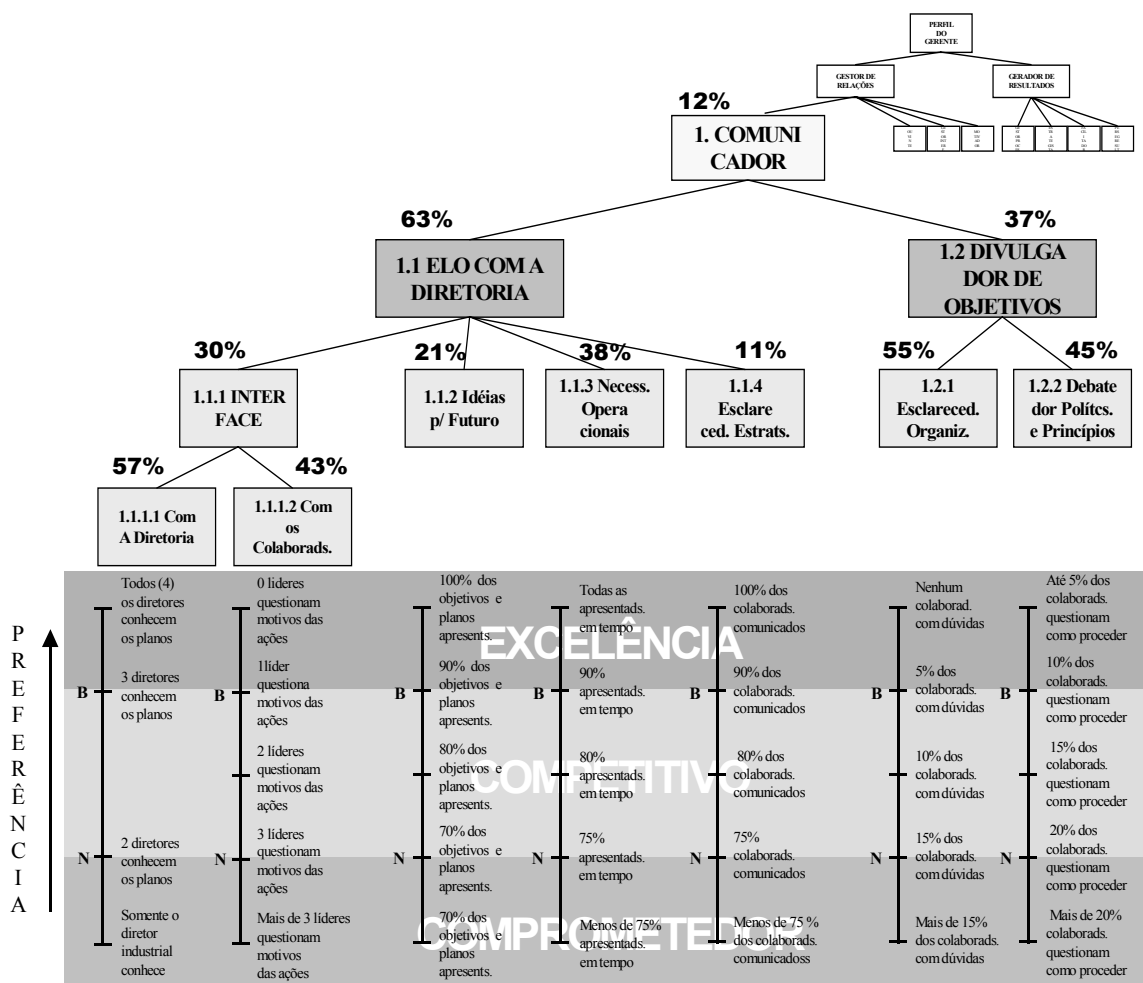 PERFIL
DO
GERENTE
GESTOR DE
RELAÇÕES
GERADOR DE
RESULTADOS
12%
1. COMUNI
CADOR
63%
37%
1.1 ELO COM A
DIRETORIA
1.2 DIVULGA
DOR DE
OBJETIVOS
30%
21%
38%
11%
55%
45%
1.1.1 INTER
FACE
1.1.2 Idéias
p/ Futuro
1.1.3 Necess.
Opera
cionais
1.1.4
Esclare
ced. Estrats.
1.2.1
Esclareced.
Organiz.
1.2.2 Debate
dor Polítcs.
e Princípios
57%
43%
1.1.1.1 Com
A Diretoria
1.1.1.2 Com
os
Colaborads.
PREFERÊNCIA
EXCELÊNCIA
COMPETITIVO
COMPROMETEDOR
Todos (4)
os diretores
conhecem
os planos
B
3 diretores
conhecem
os planos
N
2 diretores
conhecem
os planos
Somente o
diretor
industrial
conhece
0 líderes
questionam
motivos das
ações
B
1líder
questiona
motivos das
ações
2 líderes
questionam
motivos das
ações
N
3 líderes
questionam
motivos das
ações
Mais de 3 líderes
questionam
motivos
das ações
100% dos
objetivos e
planos
apresents.
B
90% dos
objetivos e
planos
apresents.
80% dos
objetivos e
planos
apresents.
N
70% dos
objetivos e
planos
apresents.
70% dos
objetivos e
planos
apresents.
Todas as
apresentads.
em tempo
B
90%
apresentads.
em tempo
80%
apresentads.
em tempo
N
75%
apresentads.
em tempo
Menos de 75%
apresentads.
em tempo
100% dos
colaborads.
comunicados
B
90% dos
colaborads.
comunicados
80% dos
colaborads.
comunicados
N
75%
colaborads.
comunicados
Menos de 75 %
dos colaborads.
comunicadoss
Nenhum
colaborad.
com dúvidas
B
5% dos
colaborads.
com dúvidas
10% dos
colaborads.
com dúvidas
N
15% dos
colaborads.
com dúvidas
Mais de 15%
dos colaborads.
com dúvidas
Até 5% dos
colaborads.
questionam
como proceder
B
10% dos
colaborads.
questionam
como proceder
15% dos
colaborads.
questionam
como proceder
N
20% dos
colaborads.
questionam
como proceder
Mais de 20%
colaborads.
questionam
como proceder